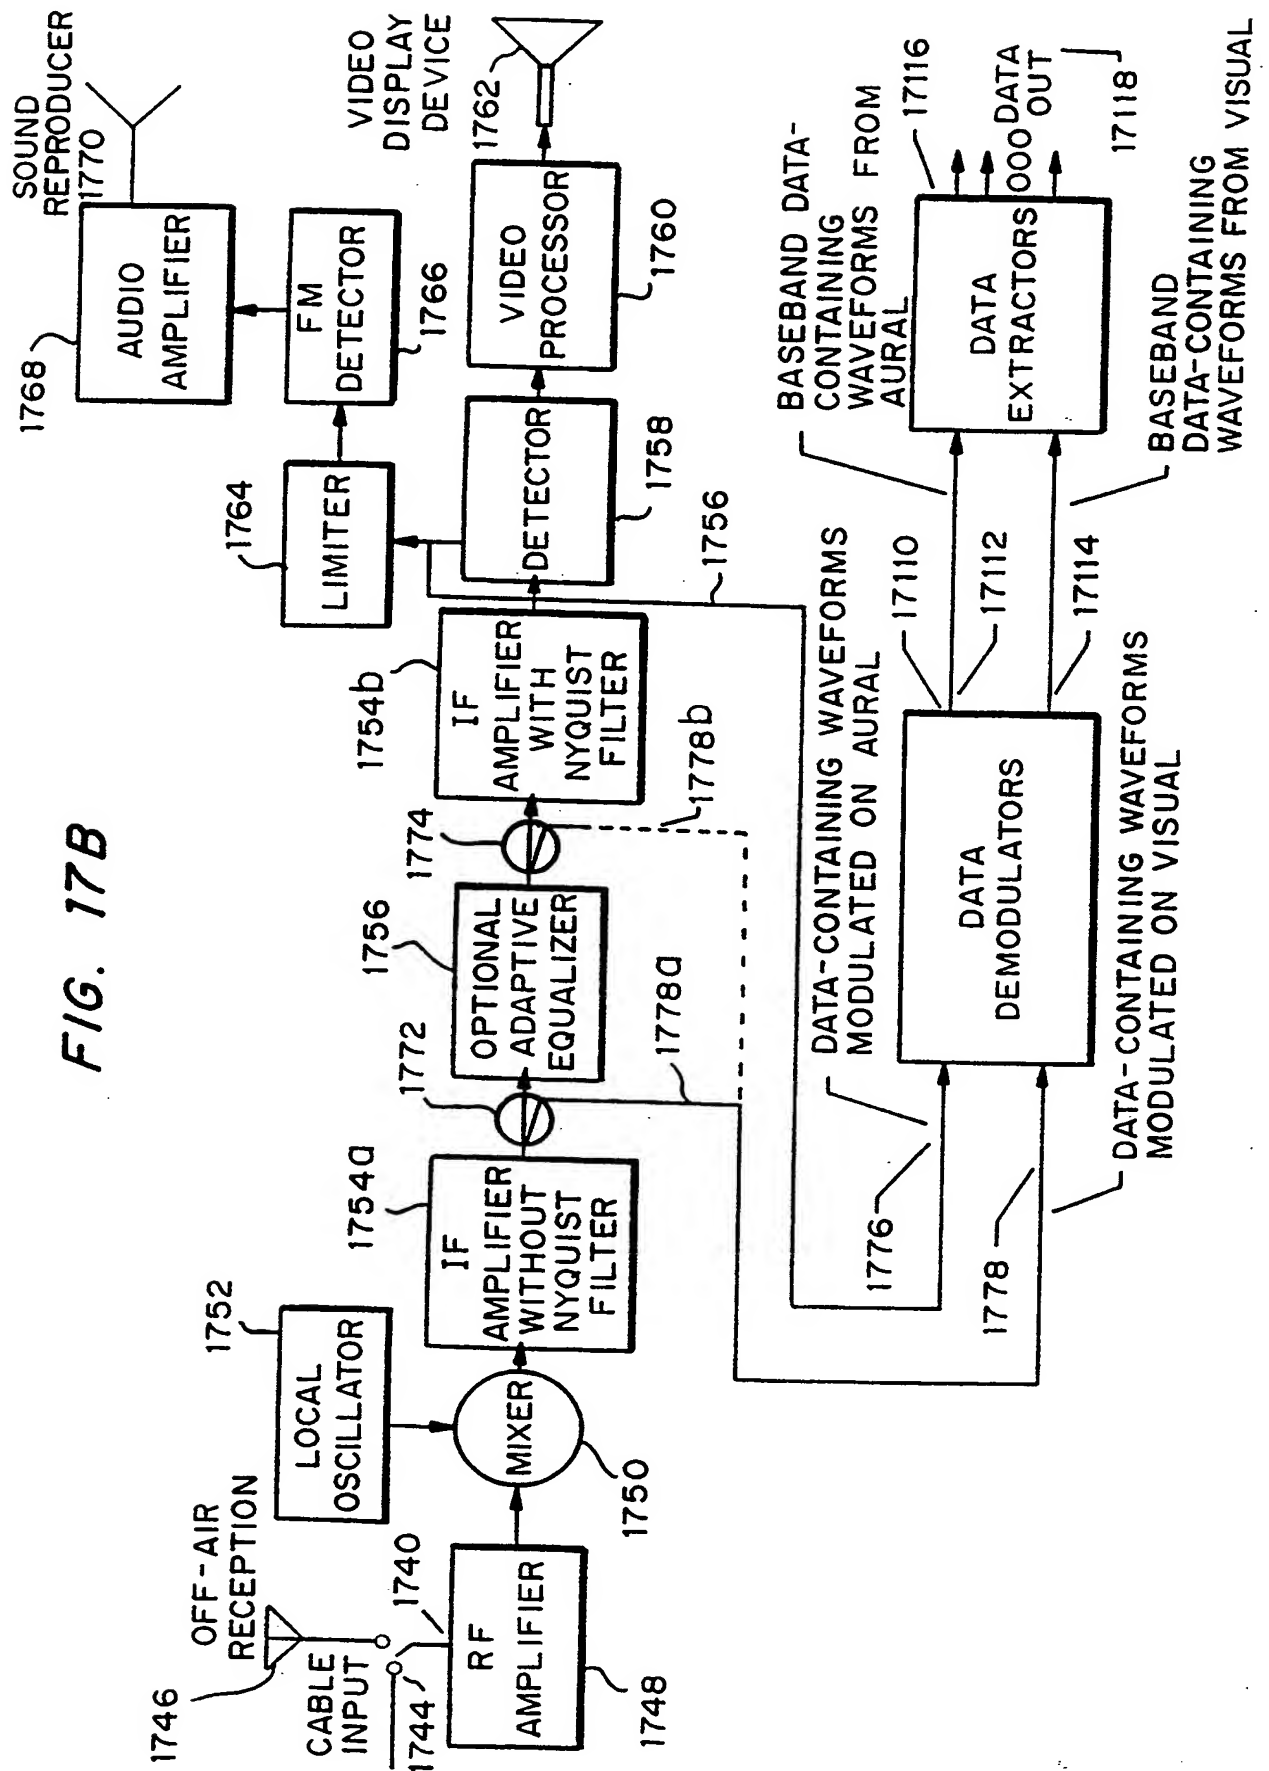 FIG. 17B
OFF-AIR
RECEPTION
1746
CABLE
INPUT
1744
1740
RF
AMPLIFIER
1748
LOCAL
OSCILLATOR
1752
MIXER
1750
IF
AMPLIFIER
WITHOUT
NYQUIST
FILTER
1754a
1772
OPTIONAL
ADAPTIVE
EQUALIZER
1756
1774
IF
AMPLIFIER
WITH
NYQUIST
FILTER
1754b
1778a
1778b
DETECTOR
1758
1756
LIMITER
1764
FM
DETECTOR
1766
AUDIO
AMPLIFIER
1768
SOUND
REPRODUCER
1770
VIDEO
PROCESSOR
1760
VIDEO
DISPLAY
DEVICE
1762
1776
DATA-CONTAINING WAVEFORMS
MODULATED ON AURAL
1778
DATA-CONTAINING WAVEFORMS
MODULATED ON VISUAL
DATA
DEMODULATORS
17110
17112
17114
BASEBAND DATA-
CONTAINING
WAVEFORMS FROM
AURAL
BASEBAND
DATA-CONTAINING
WAVEFORMS FROM VISUAL
DATA
EXTRACTORS
17116
000 DATA
OUT
17118